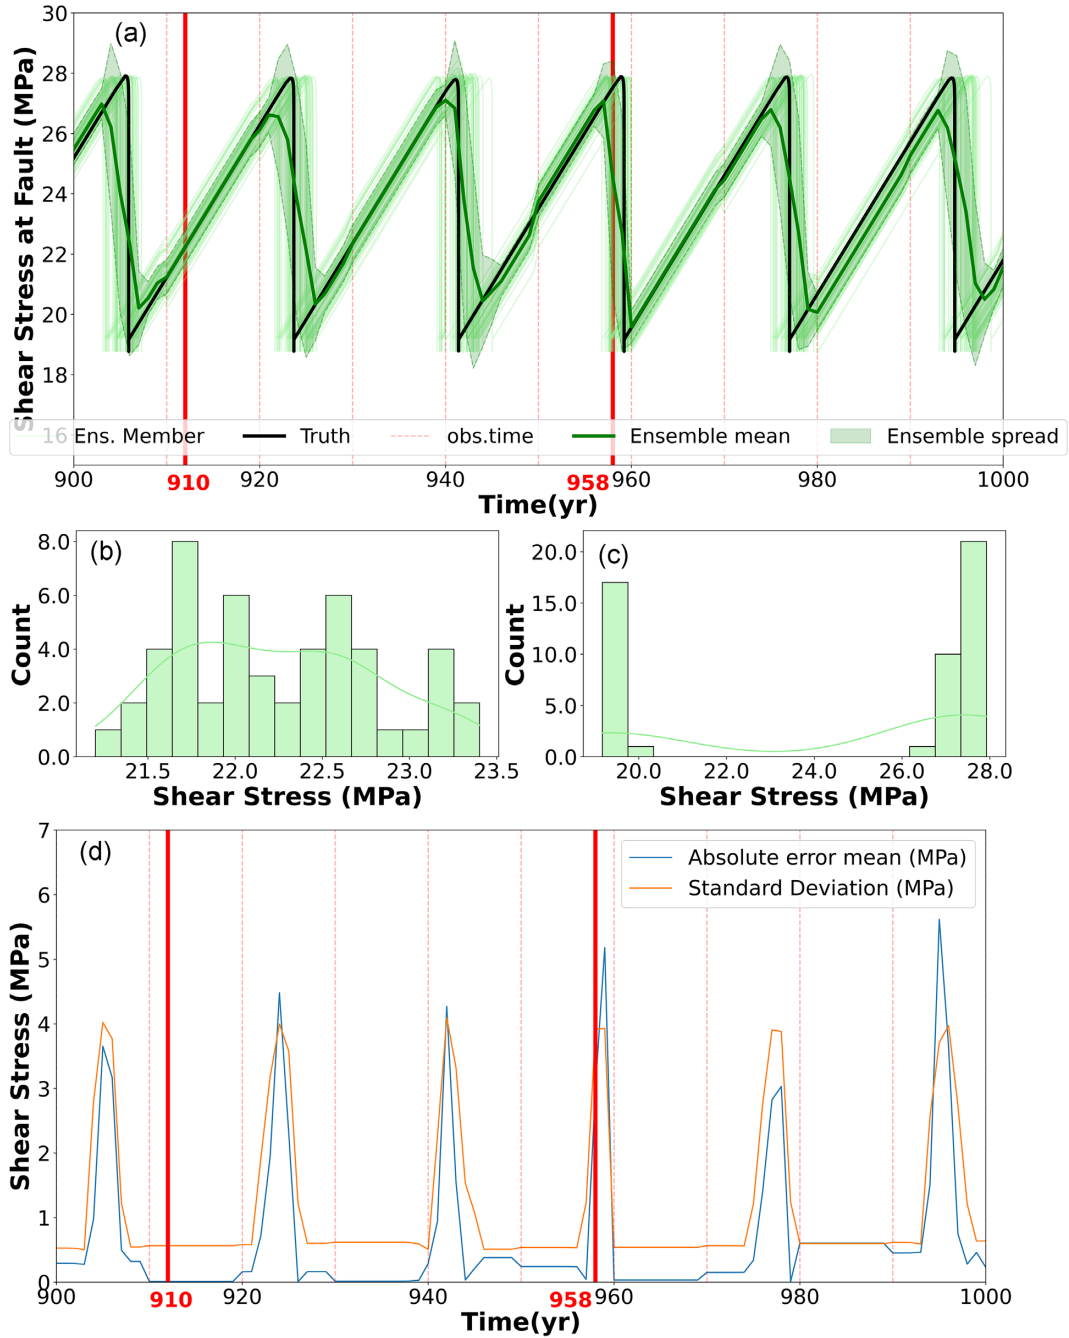 (a)
Shear Stress at Fault (MPa)
30
28
26
24
22
20
18
16
Ens. Member Truth obs.time Ensemble mean Ensemble spread
900 910 920 940 958 960 980 1000
Time(yr)
(b)
Count
8.0
6.0
4.0
2.0
0.0
21.5 22.0 22.5 23.0 23.5
Shear Stress (MPa)
(c)
Count
20.0
15.0
10.0
5.0
0.0
20.0 22.0 24.0 26.0 28.0
Shear Stress (MPa)
(d)
Shear Stress (MPa)
7
6
5
4
3
2
1
0
Absolute error mean (MPa)
Standard Deviation (MPa)
900 910 920 940 958 960 980 1000
Time(yr)